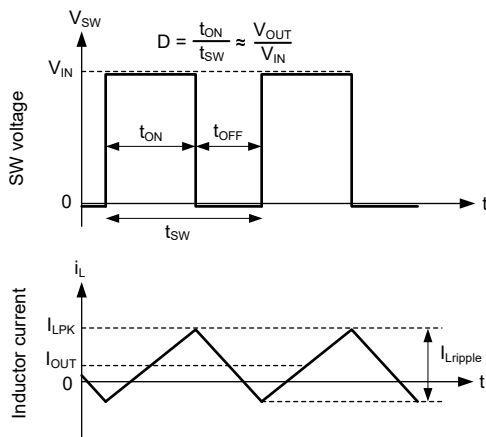 V_SW
D = t_ON / t_SW ≈ V_OUT / V_IN
V_IN
SW voltage
t_ON
t_OFF
0
t
t_SW
i_L
Inductor current
I_LPK
I_OUT
I_Lripple
0
t